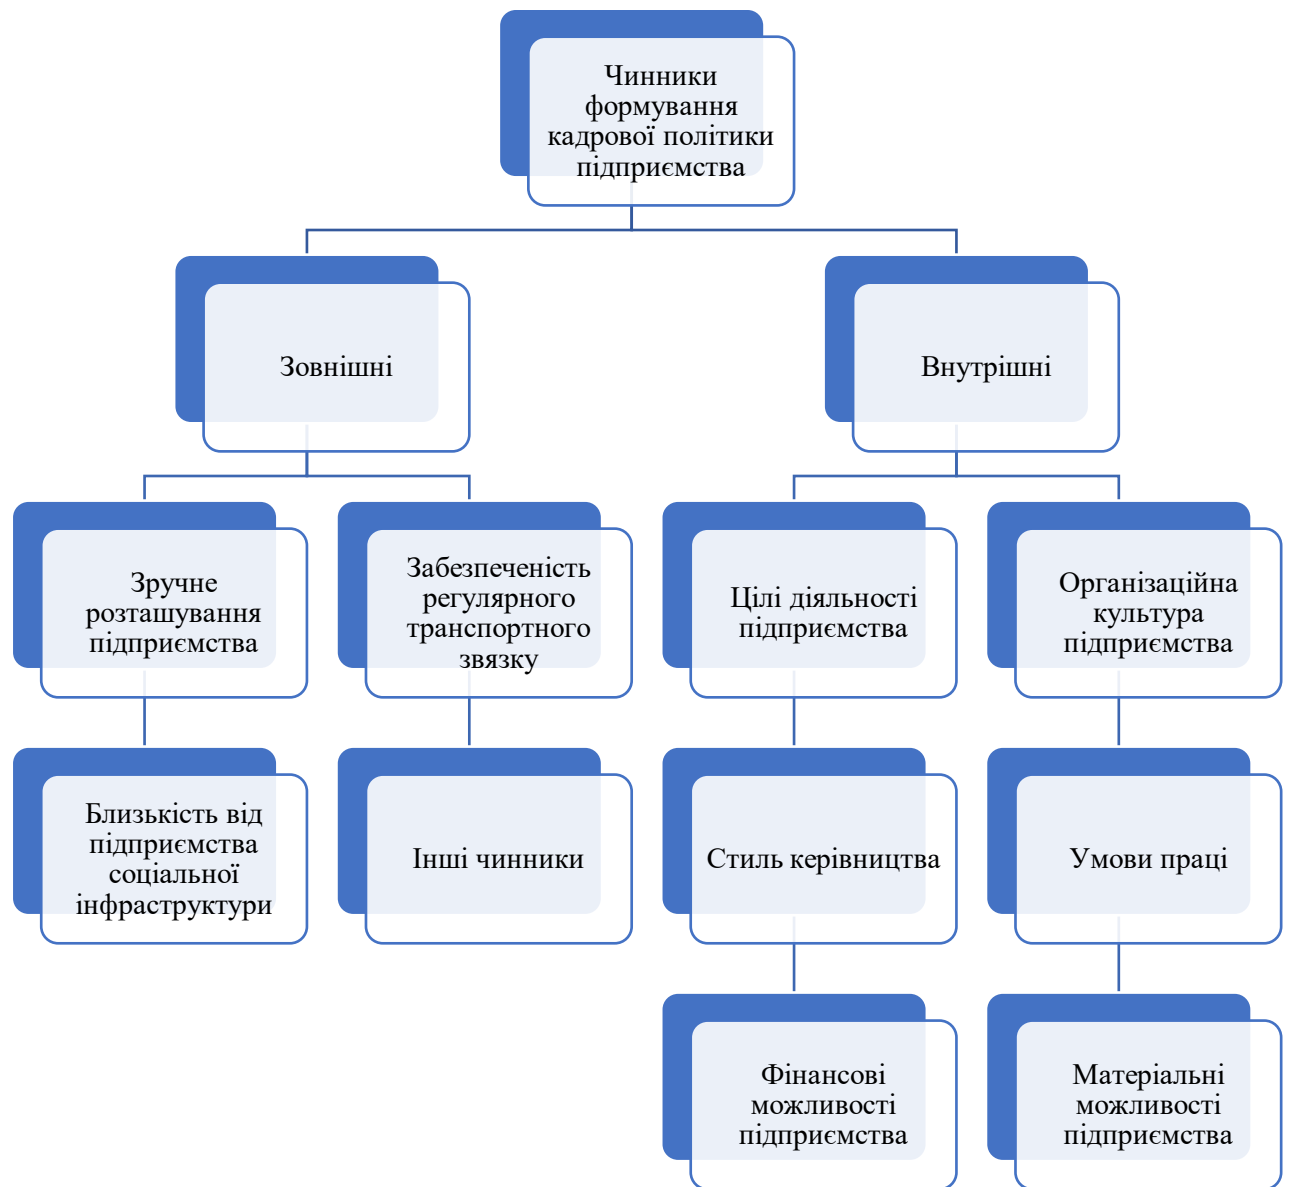 Чинники
формування
кадрової політики
підприємства
Зовнішні
Внутрішні
Зручне
розташування
підприємства
Забезпеченість
регулярного
транспортного
звязку
Цілі діяльності
підприємства
Організаційна
культура
підприємства
Близькість від
підприємства
соціальної
інфраструктури
Інші чинники
Стиль керівництва
Умови праці
Фінансові
можливості
підприємства
Матеріальні
можливості
підприємства